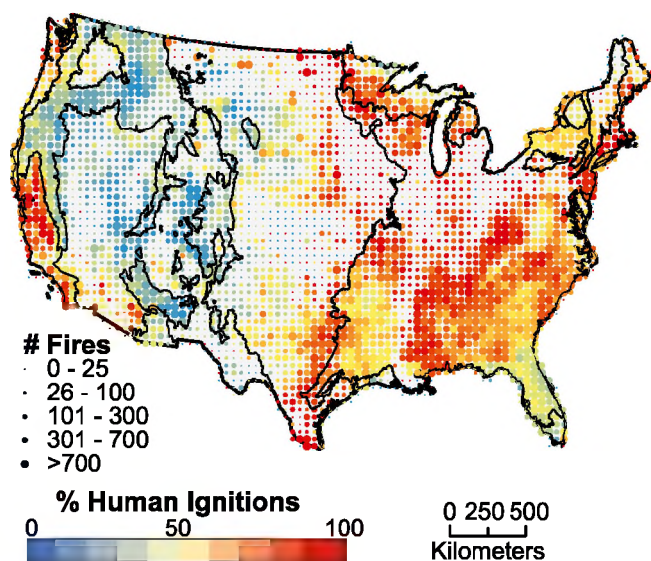 # Fires
0 - 25
26 - 100
101 - 300
301 - 700
>700
% Human Ignitions
0 50 100
0 250 500
Kilometers